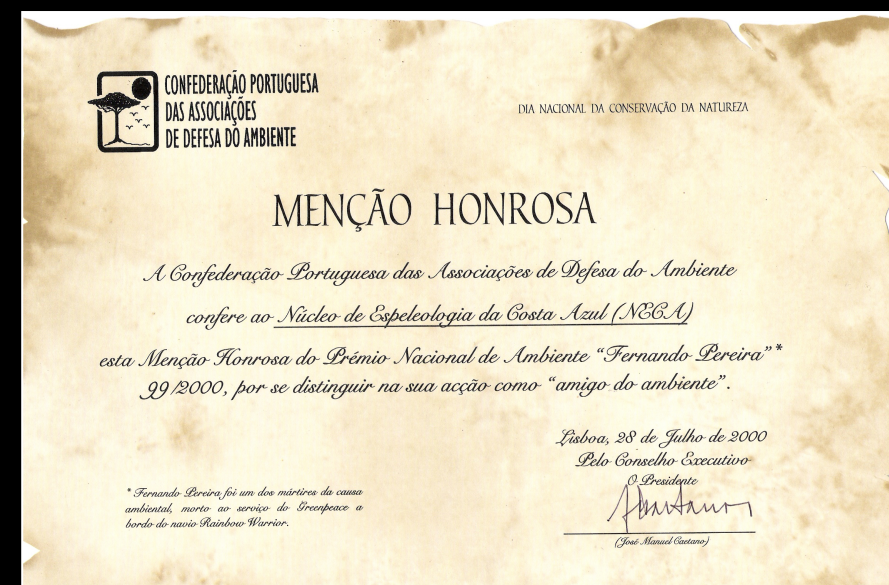 CONFEDERAÇÃO PORTUGUESA
DAS ASSOCIAÇÕES
DE DEFESA DO AMBIENTE
DIA NACIONAL DA CONSERVAÇÃO DA NATUREZA
MENÇÃO HONROSA
A Confederação Portuguesa das Associações de Defesa do Ambiente
confere ao Núcleo de Espeleologia da Costa Azul (NECA)
esta Menção Honrosa do Prémio Nacional de Ambiente “Fernando Pereira”*
99/2000, por se distinguir na sua acção como “amigo do ambiente”.
Lisboa, 28 de Julho de 2000
Pelo Conselho Executivo
O Presidente
(José Manuel Caetano)
* Fernando Pereira foi um dos mártires da causa
ambiental, morto ao serviço do Greenpeace a
bordo do navio Rainbow Warrior.